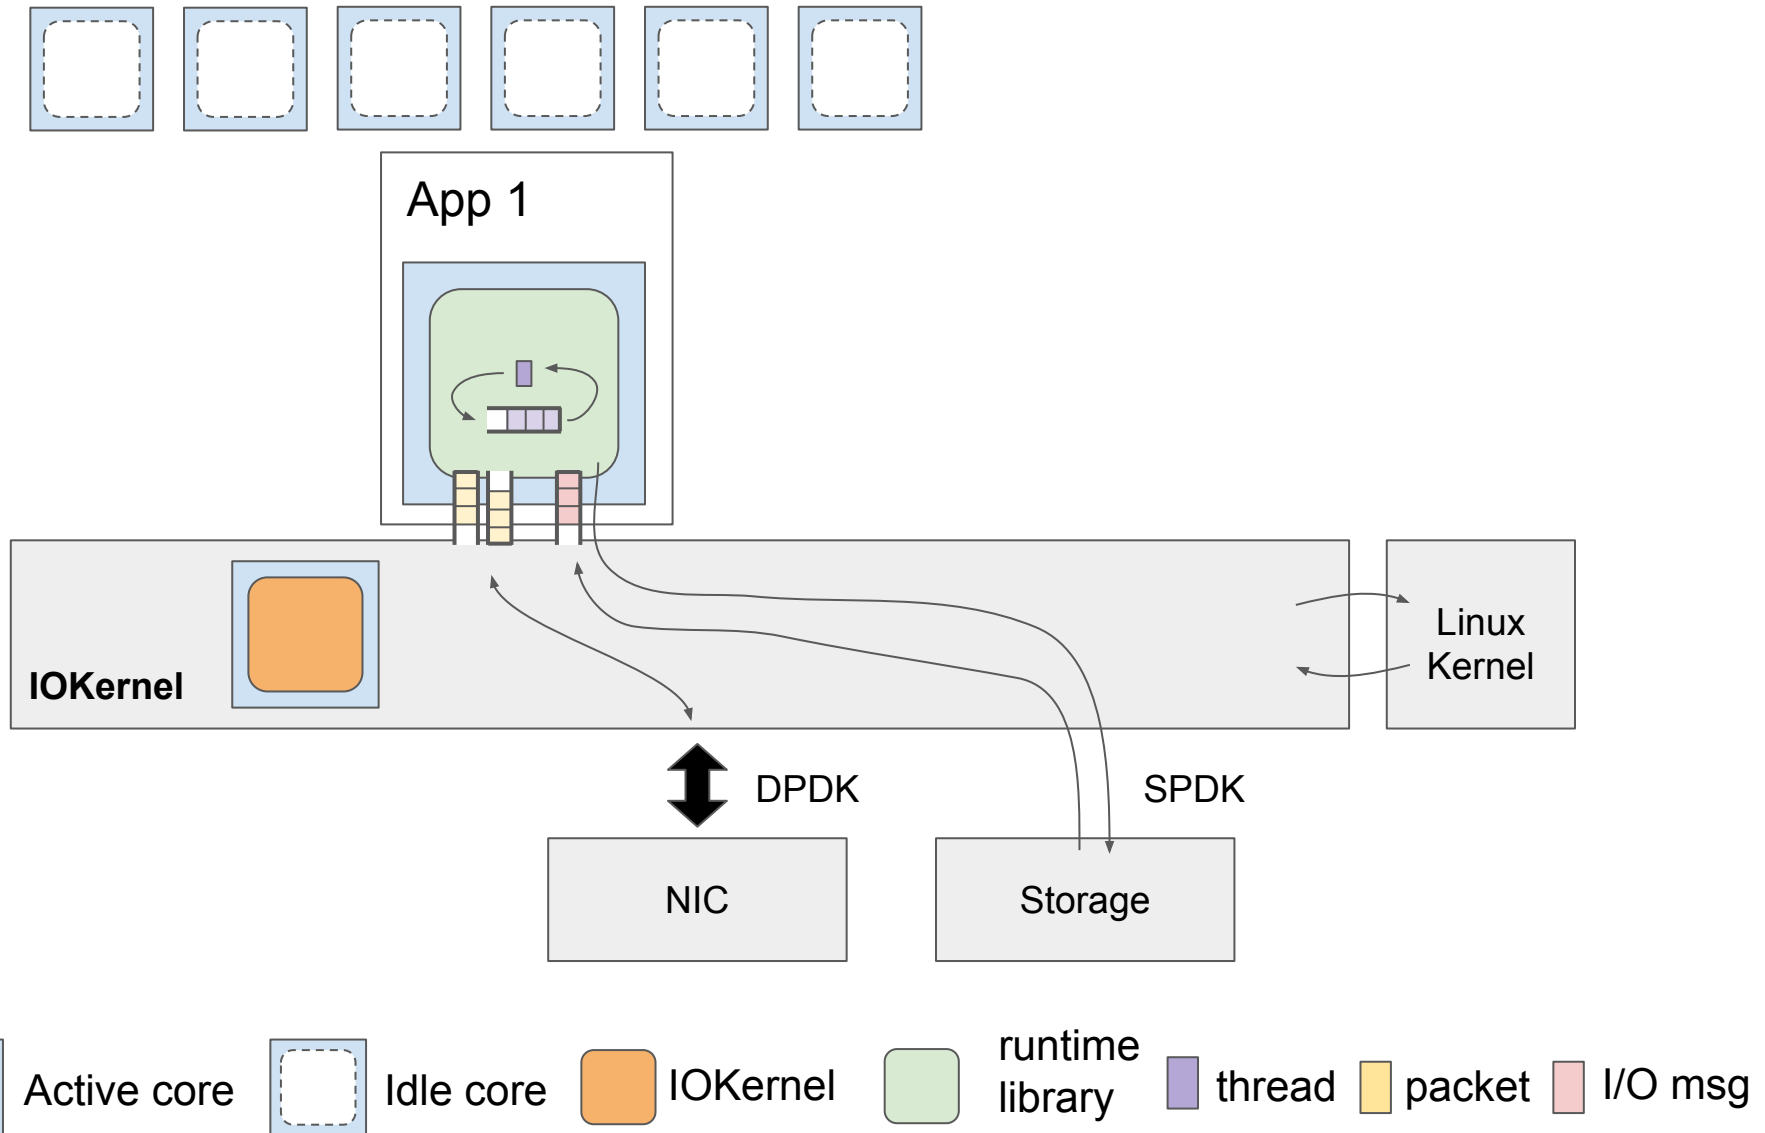 App 1
IOKernel
Linux
Kernel
DPDK
SPDK
NIC
Storage
Active core
Idle core
IOKernel
runtime
library
thread
packet
I/O msg